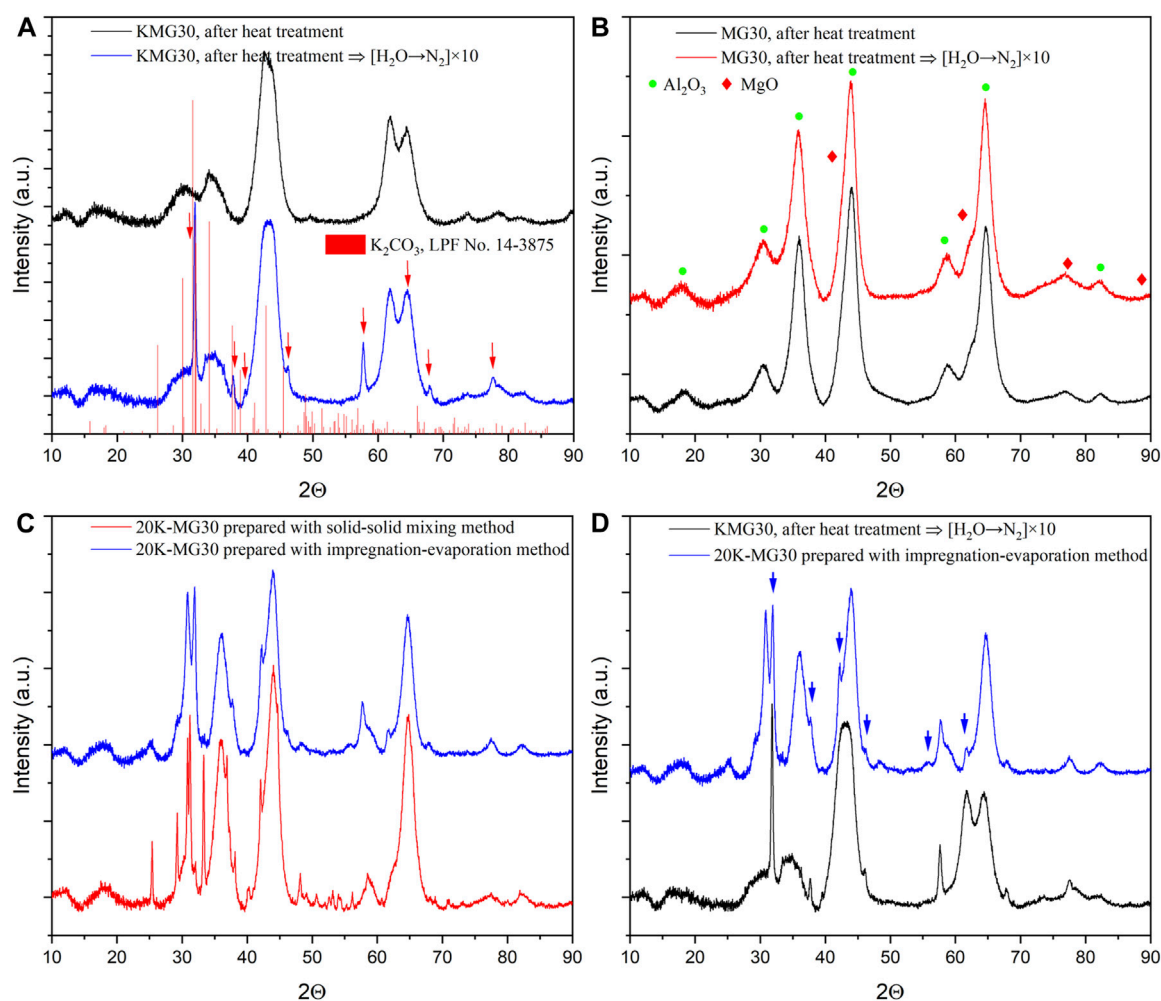 A
KMG30, after heat treatment
KMG30, after heat treatment ⇒ [H₂O→N₂]×10
K₂CO₃, LPF No. 14-3875
Intensity (a.u.)
10 20 30 40 50 60 70 80 90
2Θ
B
MG30, after heat treatment
MG30, after heat treatment ⇒ [H₂O→N₂]×10
Al₂O₃ MgO
Intensity (a.u.)
10 20 30 40 50 60 70 80 90
2Θ
C
20K-MG30 prepared with solid-solid mixing method
20K-MG30 prepared with impregnation-evaporation method
Intensity (a.u.)
10 20 30 40 50 60 70 80 90
2Θ
D
KMG30, after heat treatment ⇒ [H₂O→N₂]×10
20K-MG30 prepared with impregnation-evaporation method
Intensity (a.u.)
10 20 30 40 50 60 70 80 90
2Θ